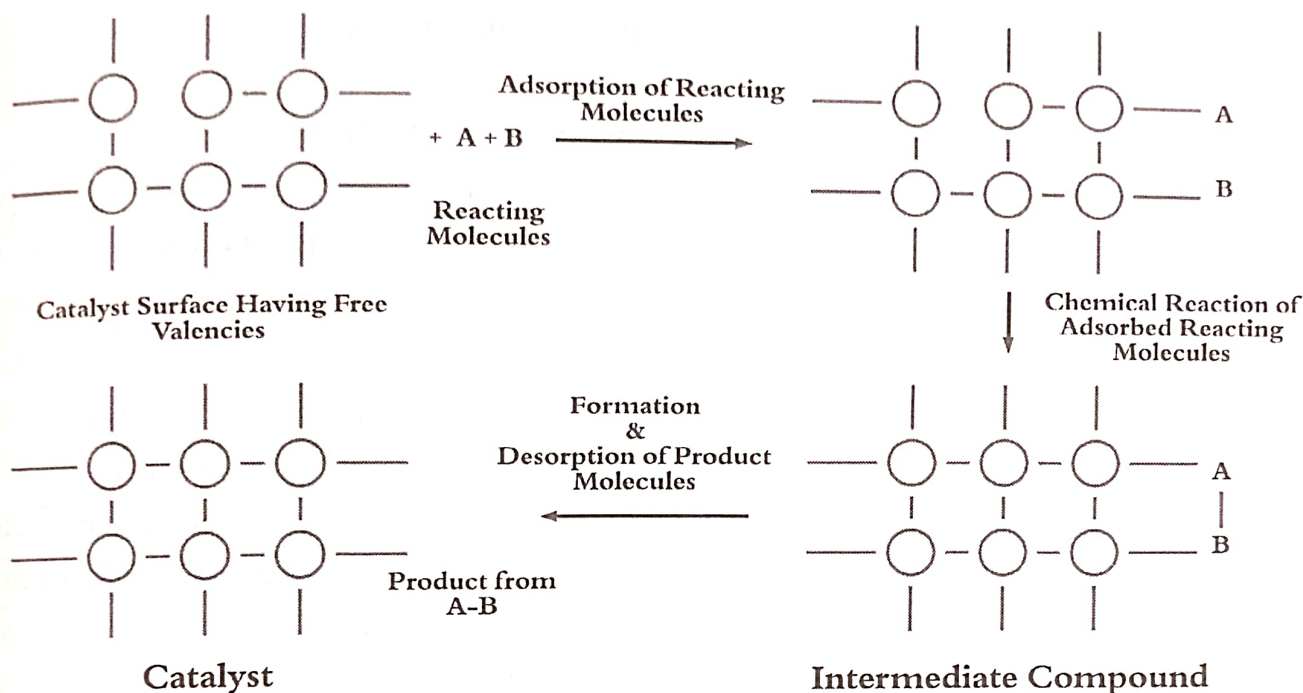 Adsorption of Reacting
Molecules
+ A + B
Reacting
Molecules
A
B
Catalyst Surface Having Free
Valencies
Chemical Reaction of
Adsorbed Reacting
Molecules
Formation
&
Desorption of Product
Molecules
A
B
Product from
A-B
Catalyst
Intermediate Compound